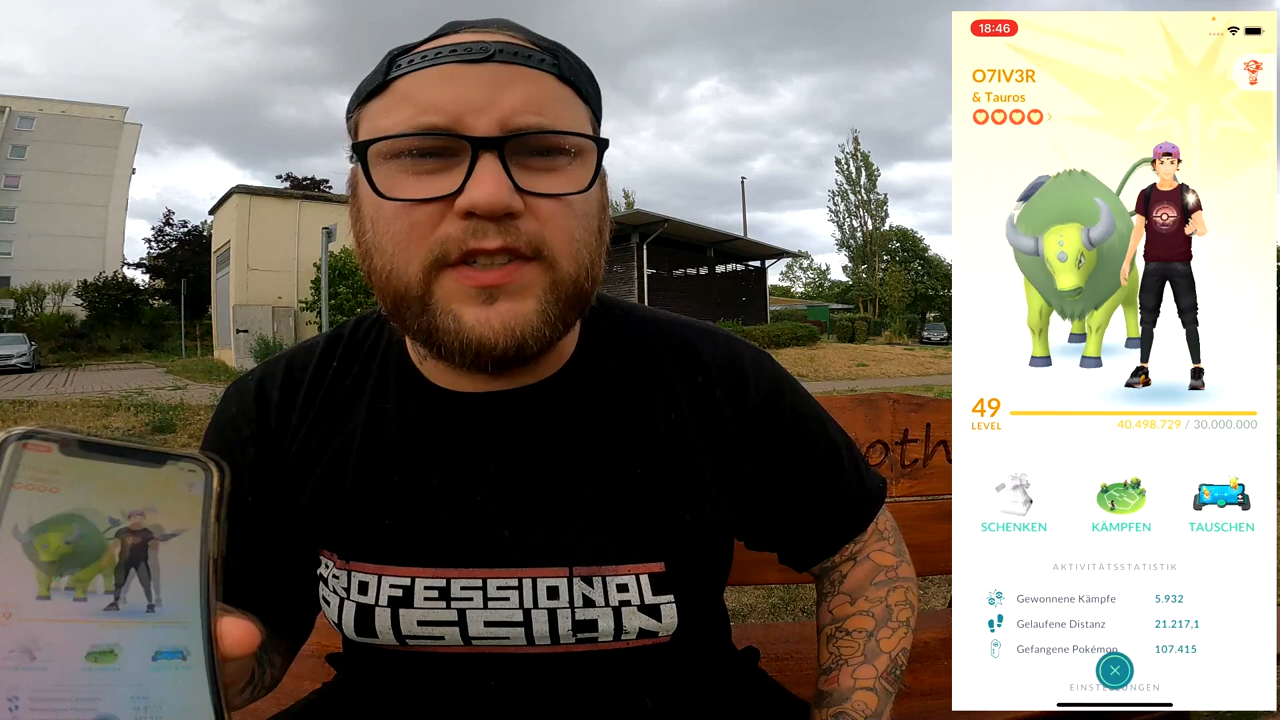 18:46
O7IV3R
& Tauros
49
LEVEL
40.498.729 / 30.000.000
SCHENKEN
KÄMPFEN
TAUSCHEN
AKTIVITÄTSSTATISTIK
Gewonnene Kämpfe 5.932
Gelaufene Distanz 21.217,1
Gefangene Pokémon 107.415
oth
PROFESSIONAL
RUSSIAN